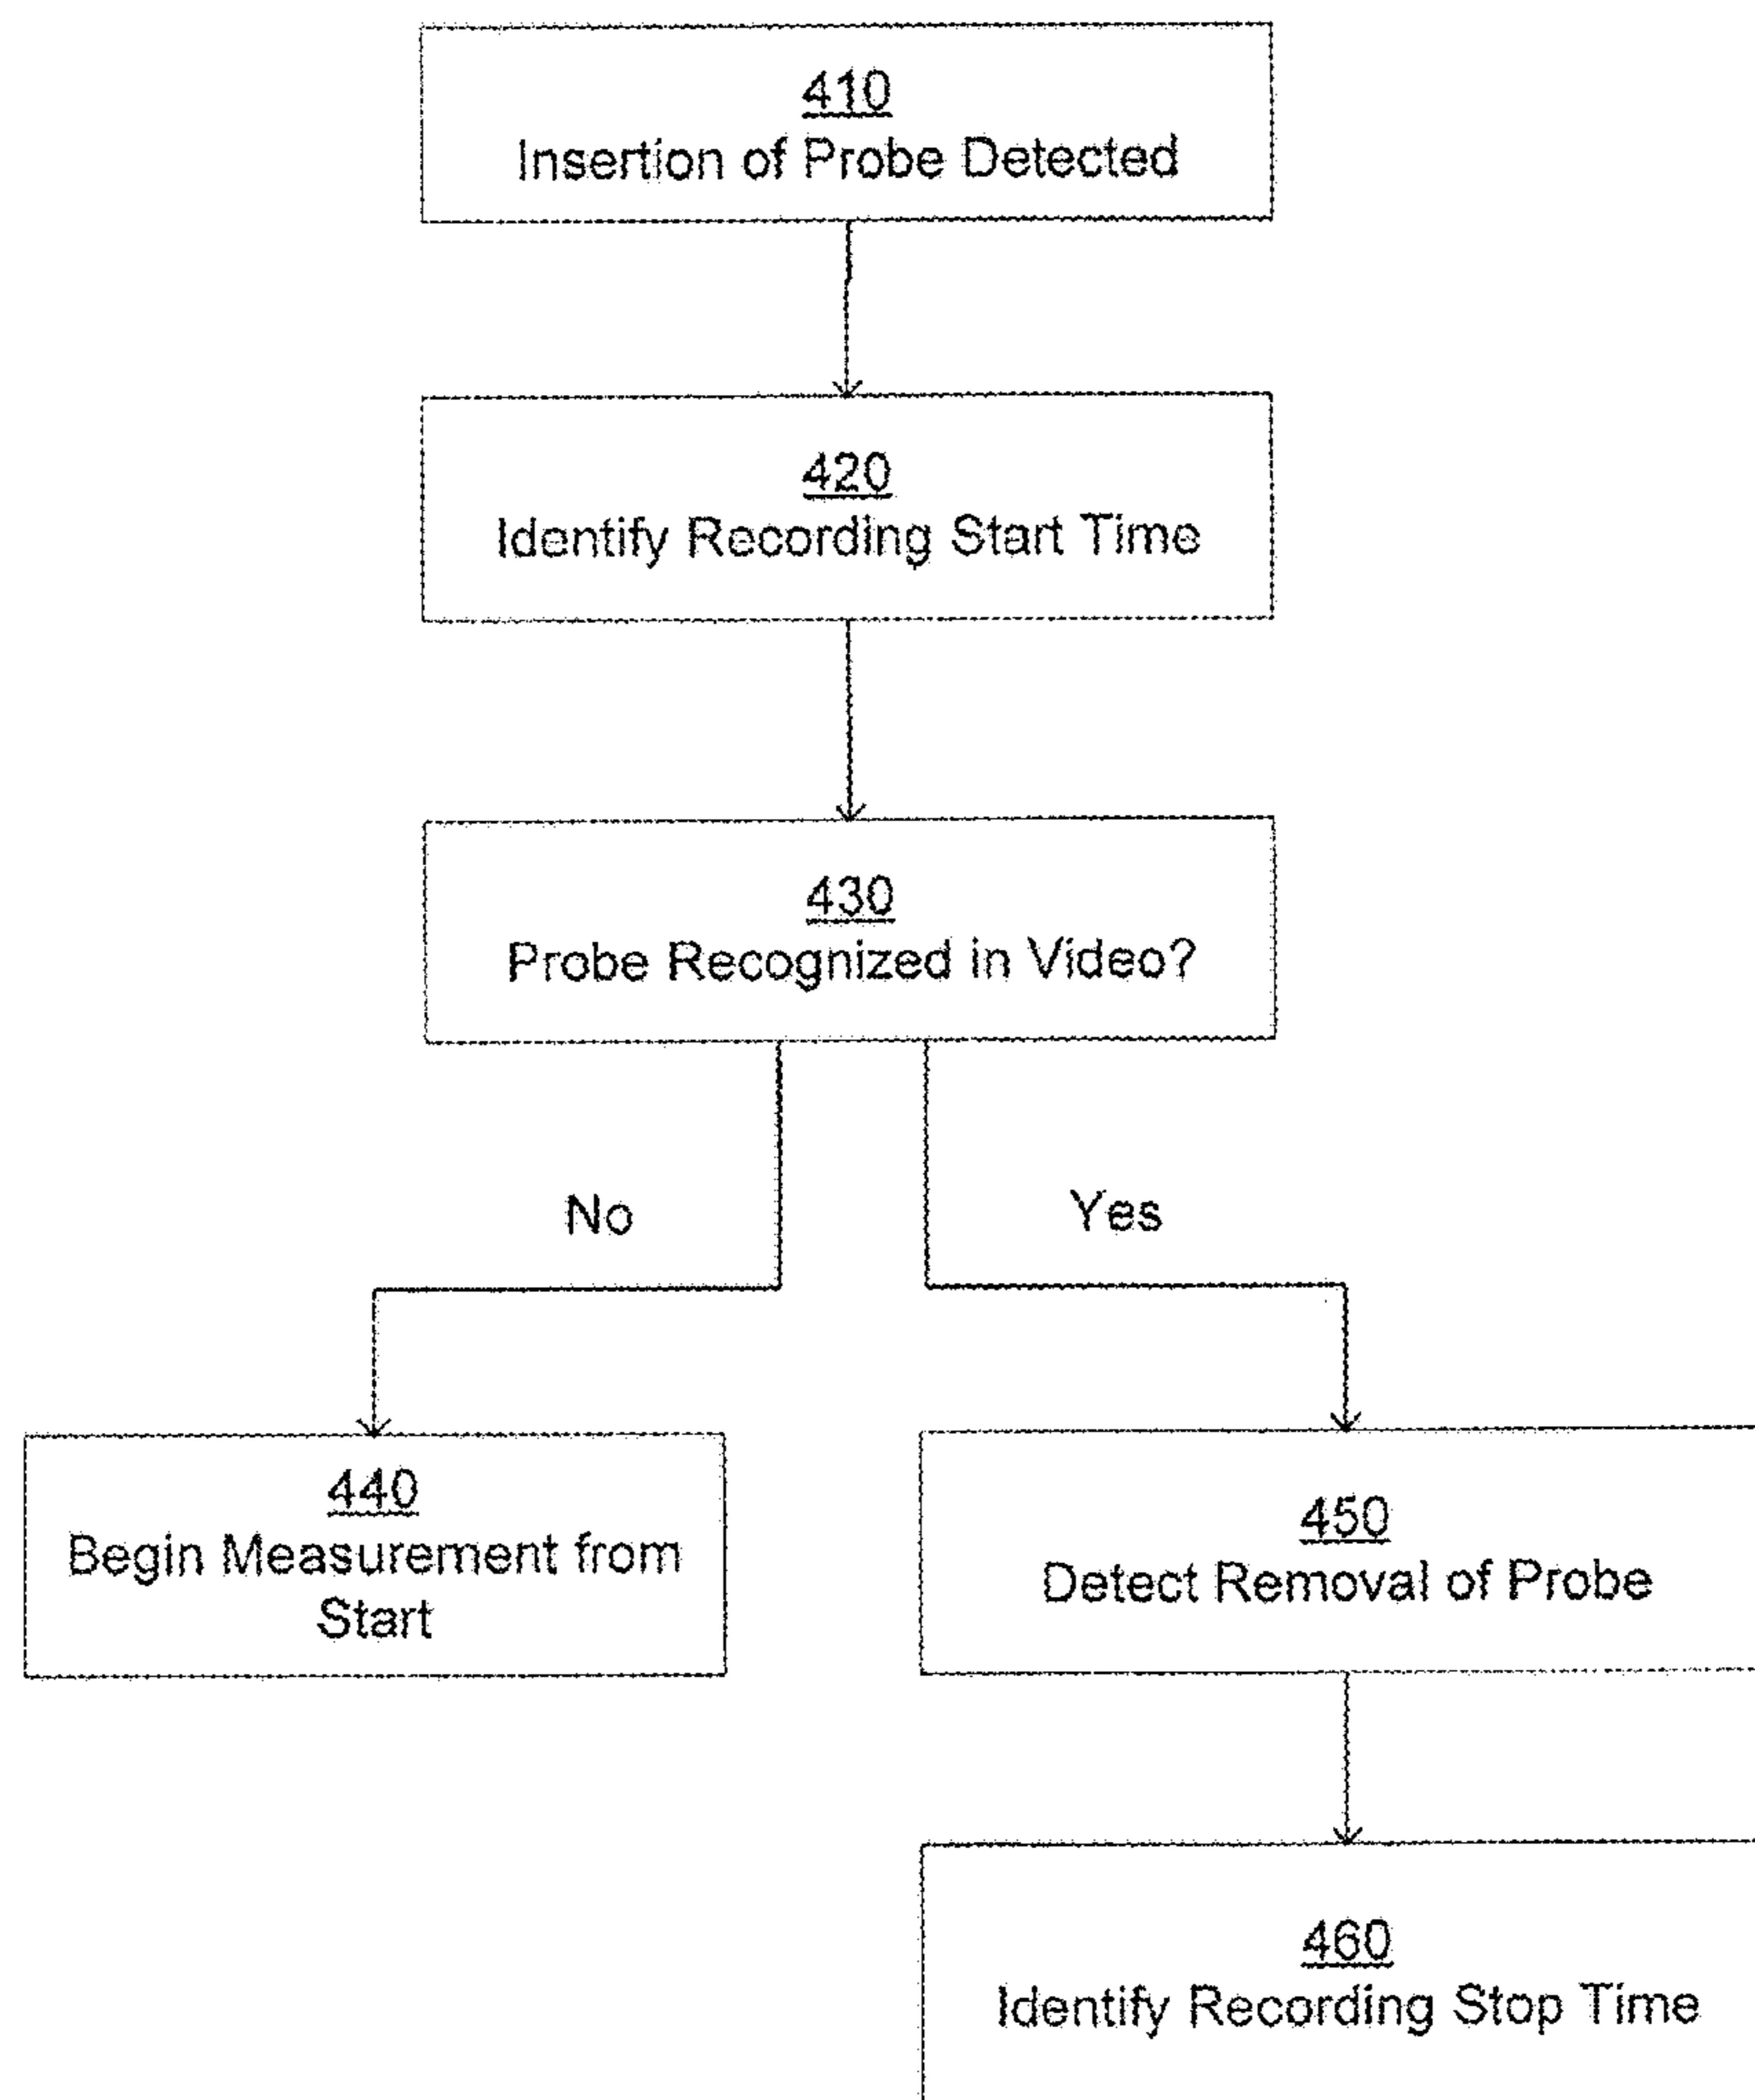 410
Insertion of Probe Detected
420
Identify Recording Start Time
430
Probe Recognized in Video?
No
Yes
440
Begin Measurement from
Start
450
Detect Removal of Probe
460
Identify Recording Stop Time